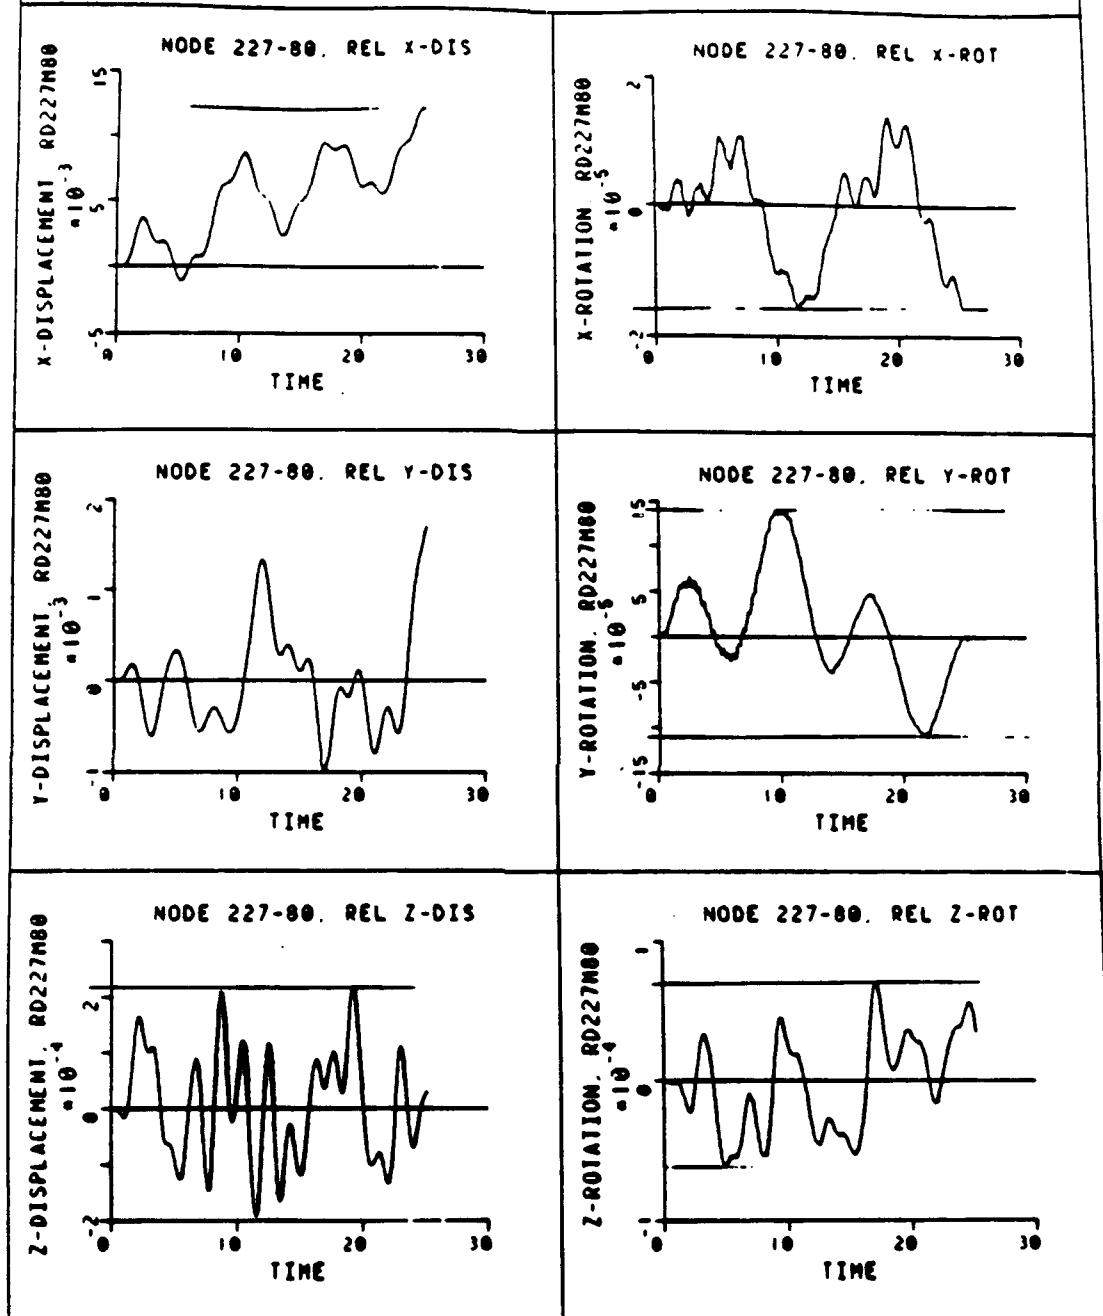 NODE 227-80. REL X-DIS
X-DISPLACEMENT. RD227M80
*10^-3
15
5
-5
0
10
20
30
TIME
NODE 227-80. REL X-ROT
X-ROTATION. RD227M80
*10^-5
2
0
-2
0
10
20
30
TIME
NODE 227-80. REL Y-DIS
Y-DISPLACEMENT. RD227M80
*10^-3
2
1
0
-1
0
10
20
30
TIME
NODE 227-80. REL Y-ROT
Y-ROTATION. RD227M80
*10^-5
15
5
-5
-15
0
10
20
30
TIME
NODE 227-80. REL Z-DIS
Z-DISPLACEMENT. RD227M80
*10^-4
2
0
-2
0
10
20
30
TIME
NODE 227-80. REL Z-ROT
Z-ROTATION. RD227M80
*10^-4
1
0
-1
0
10
20
30
TIME